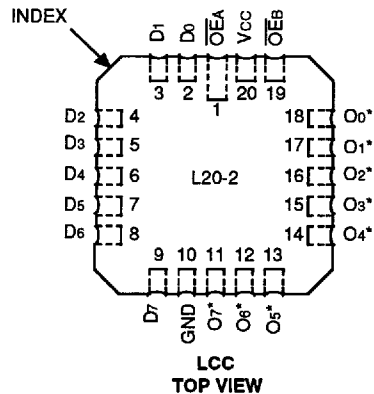 INDEX
D1 D0 OEA VCC OEB
3 2 1 20 19
D2 4 18 O0*
D3 5 17 O1*
D4 6 L20-2 16 O2*
D5 7 15 O3*
D6 8 14 O4*
9 10 11 12 13
D7 GND O7* O6* O5*
LCC
TOP VIEW